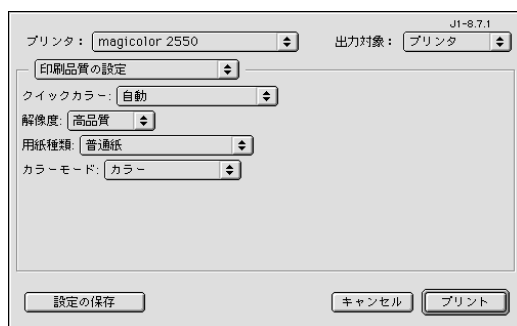 J1-8.7.1
プリンタ： magicolor 2550 出力対象： プリンタ
印刷品質の設定
クイックカラー: 自動
解像度: 高品質
用紙種類: 普通紙
カラーモード: カラー
設定の保存 キャンセル プリント